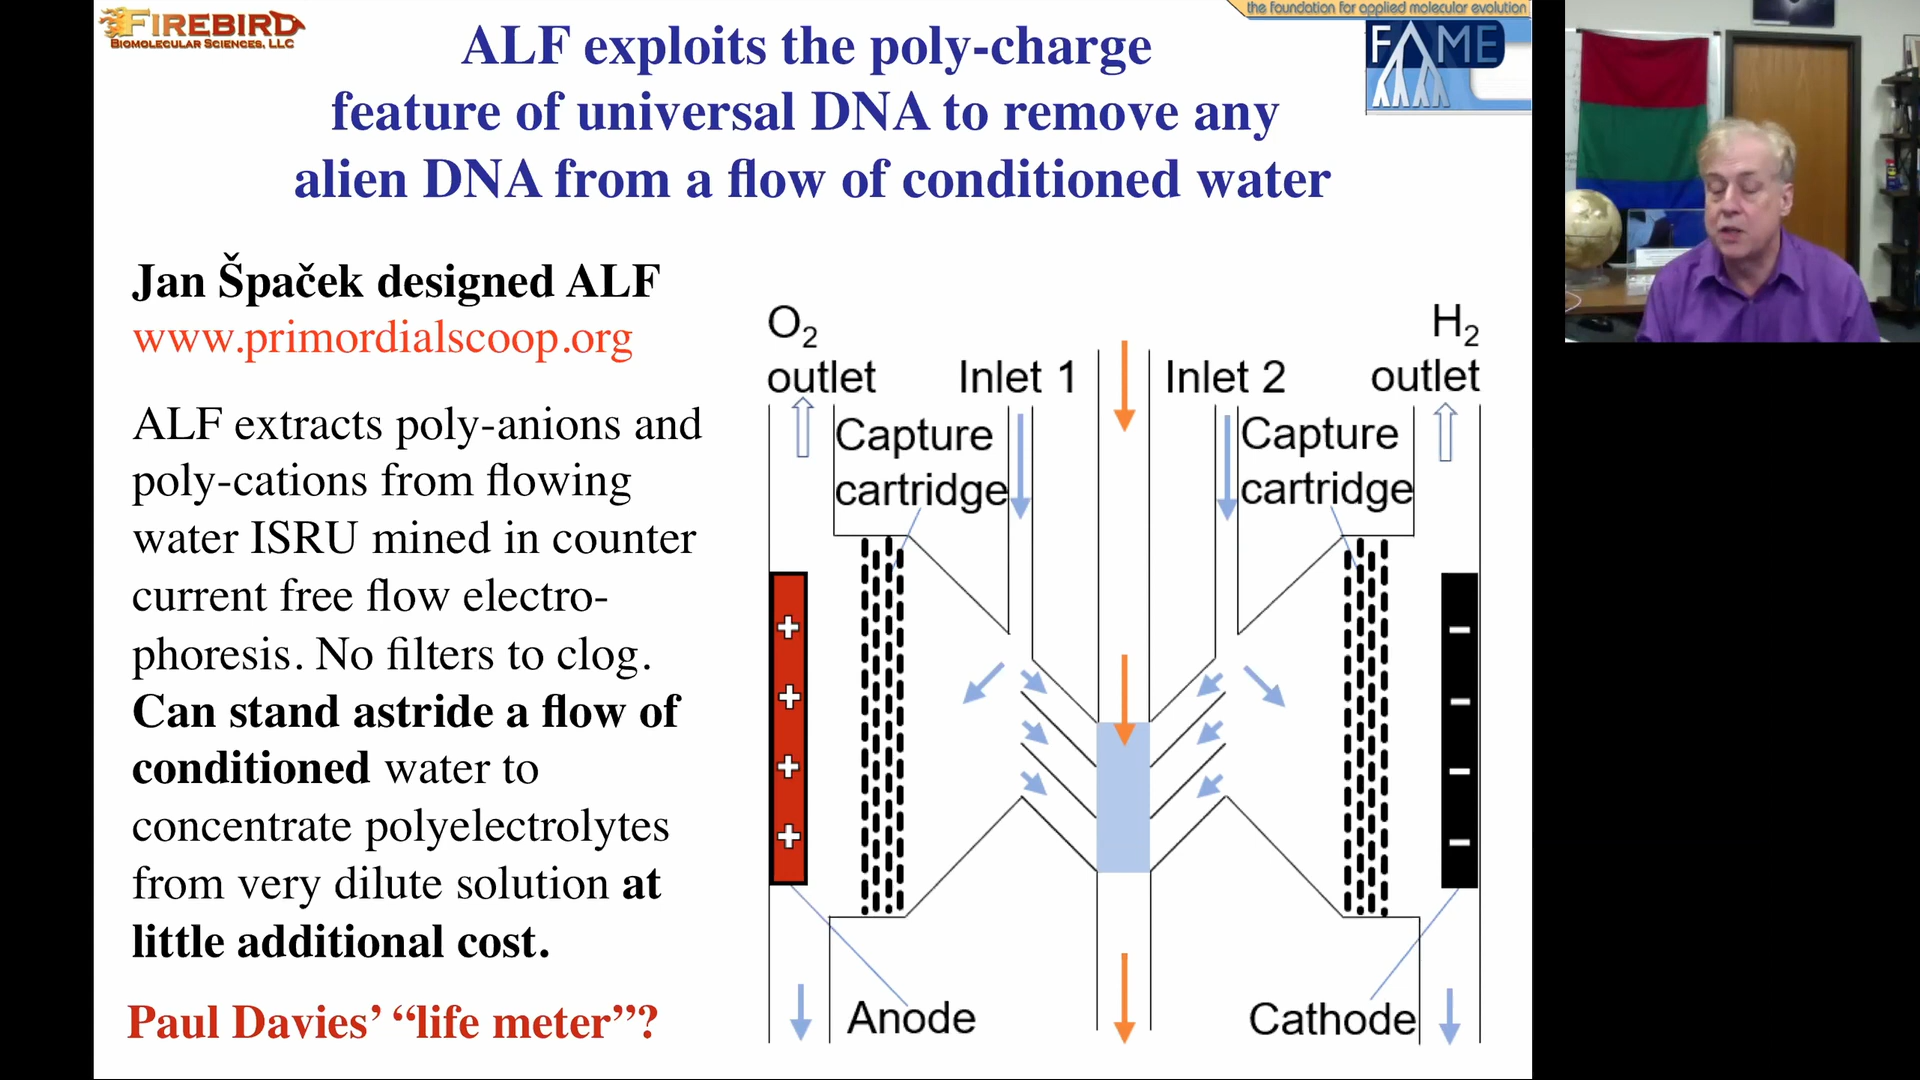 FIREBIRD
BIOMOLECULAR SCIENCES, LLC
the foundation for applied molecular evolution
FAME
ALF exploits the poly-charge
feature of universal DNA to remove any
alien DNA from a flow of conditioned water
Jan Špaček designed ALF
www.primordialscoop.org
ALF extracts poly-anions and
poly-cations from flowing
water ISRU mined in counter
current free flow electro-
phoresis. No filters to clog.
Can stand astride a flow of
conditioned water to
concentrate polyelectrolytes
from very dilute solution at
little additional cost.
Paul Davies’ “life meter”?
O2
outlet
Inlet 1
Inlet 2
H2
outlet
Capture
cartridge
Capture
cartridge
+
+
+
+
−
−
−
−
Anode
Cathode